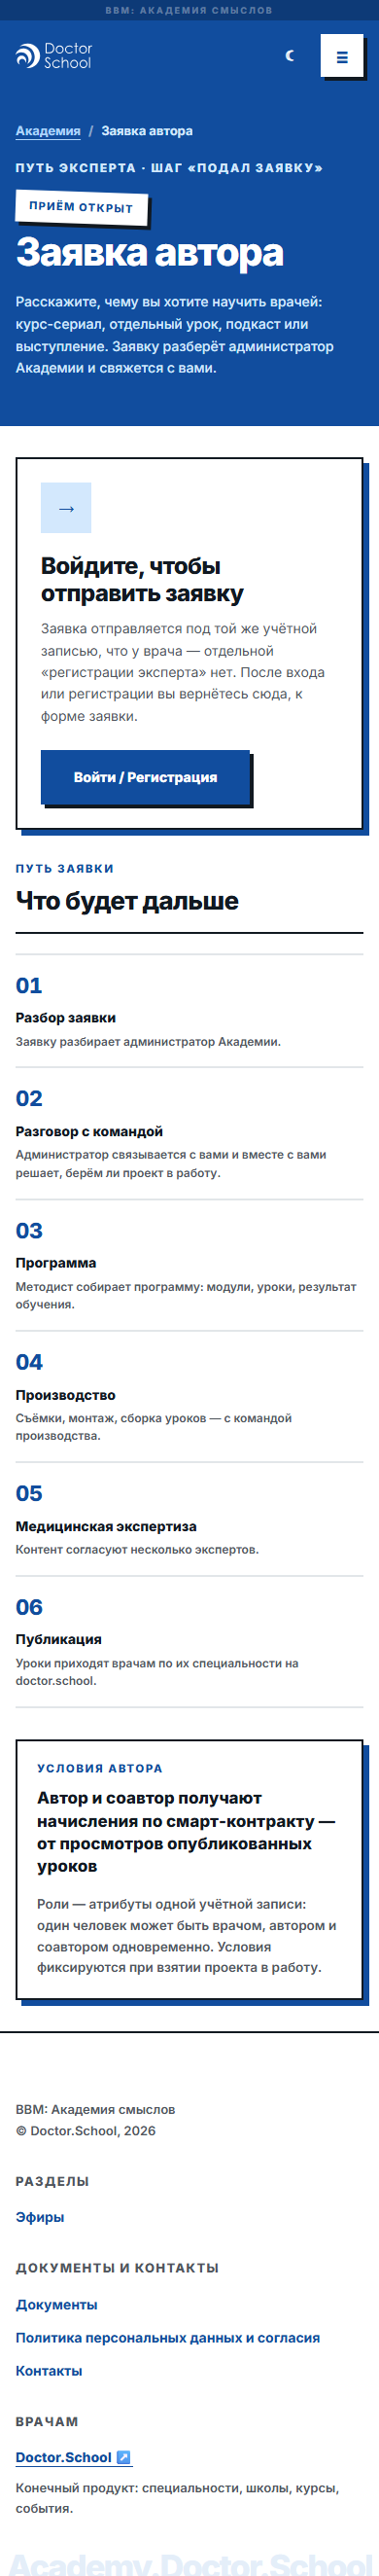 ВВМ: АКАДЕМИЯ СМЫСЛОВ
Doctor
School
Академия / Заявка автора
ПУТЬ ЭКСПЕРТА · ШАГ «ПОДАЛ ЗАЯВКУ»
ПРИЁМ ОТКРЫТ
Заявка автора
Расскажите, чему вы хотите научить врачей:
курс-сериал, отдельный урок, подкаст или
выступление. Заявку разберёт администратор
Академии и свяжется с вами.
→
Войдите, чтобы
отправить заявку
Заявка отправляется под той же учётной
записью, что у врача — отдельной
«регистрации эксперта» нет. После входа
или регистрации вы вернётесь сюда, к
форме заявки.
Войти / Регистрация
ПУТЬ ЗАЯВКИ
Что будет дальше
01
Разбор заявки
Заявку разбирает администратор Академии.
02
Разговор с командой
Администратор связывается с вами и вместе с вами
решает, берём ли проект в работу.
03
Программа
Методист собирает программу: модули, уроки, результат
обучения.
04
Производство
Съёмки, монтаж, сборка уроков — с командой
производства.
05
Медицинская экспертиза
Контент согласуют несколько экспертов.
06
Публикация
Уроки приходят врачам по их специальности на
doctor.school.
УСЛОВИЯ АВТОРА
Автор и соавтор получают
начисления по смарт-контракту —
от просмотров опубликованных
уроков
Роли — атрибуты одной учётной записи:
один человек может быть врачом, автором и
соавтором одновременно. Условия
фиксируются при взятии проекта в работу.
ВВМ: Академия смыслов
© Doctor.School, 2026
РАЗДЕЛЫ
Эфиры
ДОКУМЕНТЫ И КОНТАКТЫ
Документы
Политика персональных данных и согласия
Контакты
ВРАЧАМ
Doctor.School ↗
Конечный продукт: специальности, школы, курсы,
события.
Academy.Doctor.School